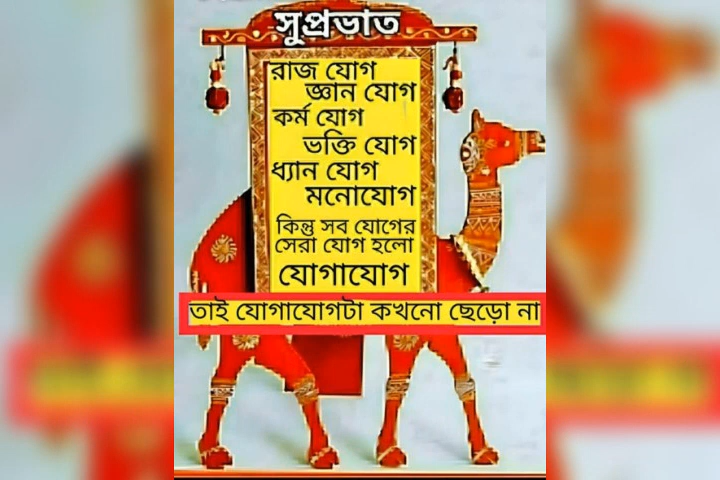 সুপ্রভাত
রাজ যোগ
জ্ঞান যোগ
কর্ম যোগ
ভক্তি যোগ
ধ্যান যোগ
মনোযোগ
কিন্তু সব যোগের
সেরা যোগ হলো
যোগাযোগ
তাই যোগাযোগটা কখনো ছেড়ো না